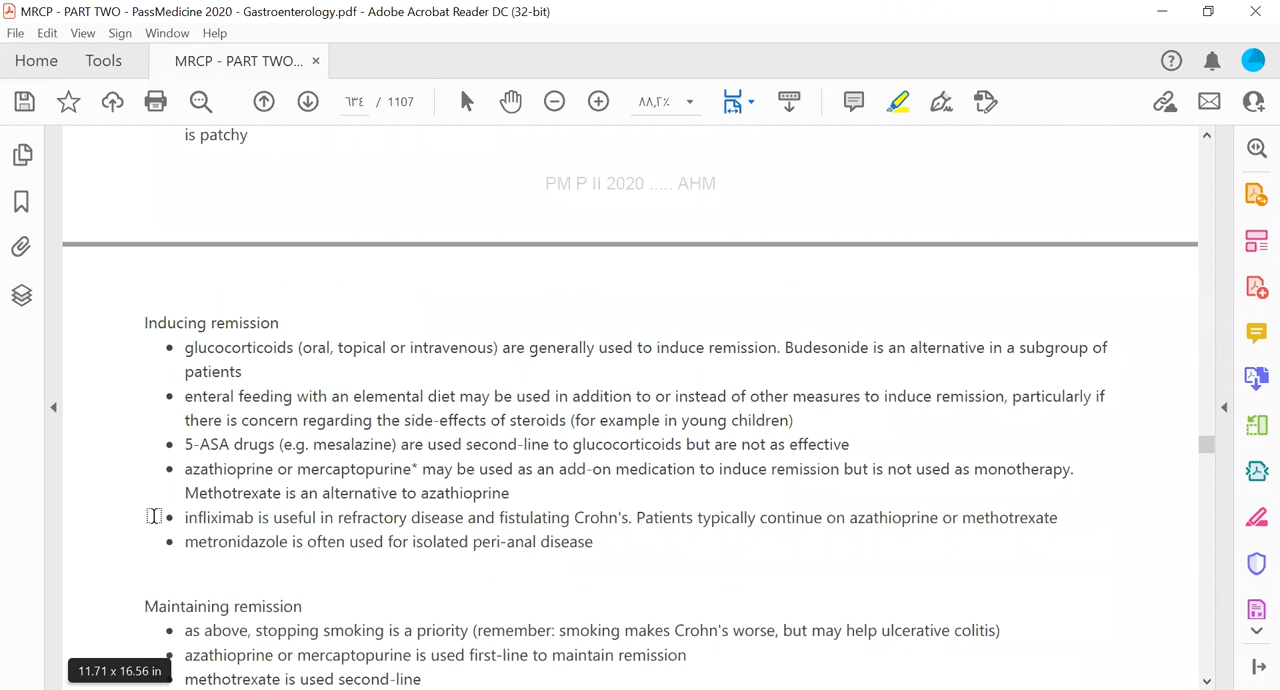 MRCP - PART TWO - PassMedicine 2020 - Gastroenterology.pdf - Adobe Acrobat Reader DC (32-bit)
File Edit View Sign Window Help
Home Tools MRCP - PART TWO... ×
٦٣٤ / 1107 ٨٨,٢٪
is patchy
PM P II 2020 ..... AHM
Inducing remission
• glucocorticoids (oral, topical or intravenous) are generally used to induce remission. Budesonide is an alternative in a subgroup of
patients
• enteral feeding with an elemental diet may be used in addition to or instead of other measures to induce remission, particularly if
there is concern regarding the side-effects of steroids (for example in young children)
• 5-ASA drugs (e.g. mesalazine) are used second-line to glucocorticoids but are not as effective
• azathioprine or mercaptopurine* may be used as an add-on medication to induce remission but is not used as monotherapy.
Methotrexate is an alternative to azathioprine
• infliximab is useful in refractory disease and fistulating Crohn's. Patients typically continue on azathioprine or methotrexate
• metronidazole is often used for isolated peri-anal disease
Maintaining remission
• as above, stopping smoking is a priority (remember: smoking makes Crohn's worse, but may help ulcerative colitis)
• azathioprine or mercaptopurine is used first-line to maintain remission
11.71 x 16.56 in
methotrexate is used second-line